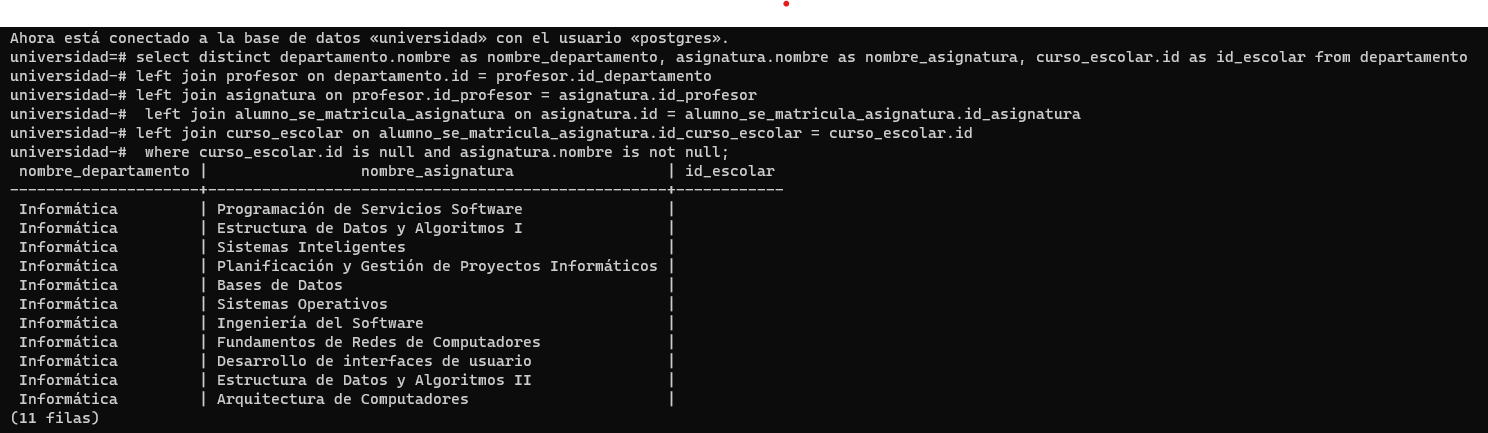 Ahora está conectado a la base de datos «universidad» con el usuario «postgres».
universidad=# select distinct departamento.nombre as nombre_departamento, asignatura.nombre as nombre_asignatura, curso_escolar.id as id_escolar from departamento
universidad-# left join profesor on departamento.id = profesor.id_departamento
universidad-# left join asignatura on profesor.id_profesor = asignatura.id_profesor
universidad-#  left join alumno_se_matricula_asignatura on asignatura.id = alumno_se_matricula_asignatura.id_asignatura
universidad-# left join curso_escolar on alumno_se_matricula_asignatura.id_curso_escolar = curso_escolar.id
universidad-#  where curso_escolar.id is null and asignatura.nombre is not null;
 nombre_departamento |                 nombre_asignatura                 | id_escolar
---------------------+---------------------------------------------------+------------
 Informática         | Programación de Servicios Software                |
 Informática         | Estructura de Datos y Algoritmos I                |
 Informática         | Sistemas Inteligentes                             |
 Informática         | Planificación y Gestión de Proyectos Informáticos |
 Informática         | Bases de Datos                                    |
 Informática         | Sistemas Operativos                               |
 Informática         | Ingeniería del Software                           |
 Informática         | Fundamentos de Redes de Computadores              |
 Informática         | Desarrollo de interfaces de usuario               |
 Informática         | Estructura de Datos y Algoritmos II               |
 Informática         | Arquitectura de Computadores                      |
(11 filas)